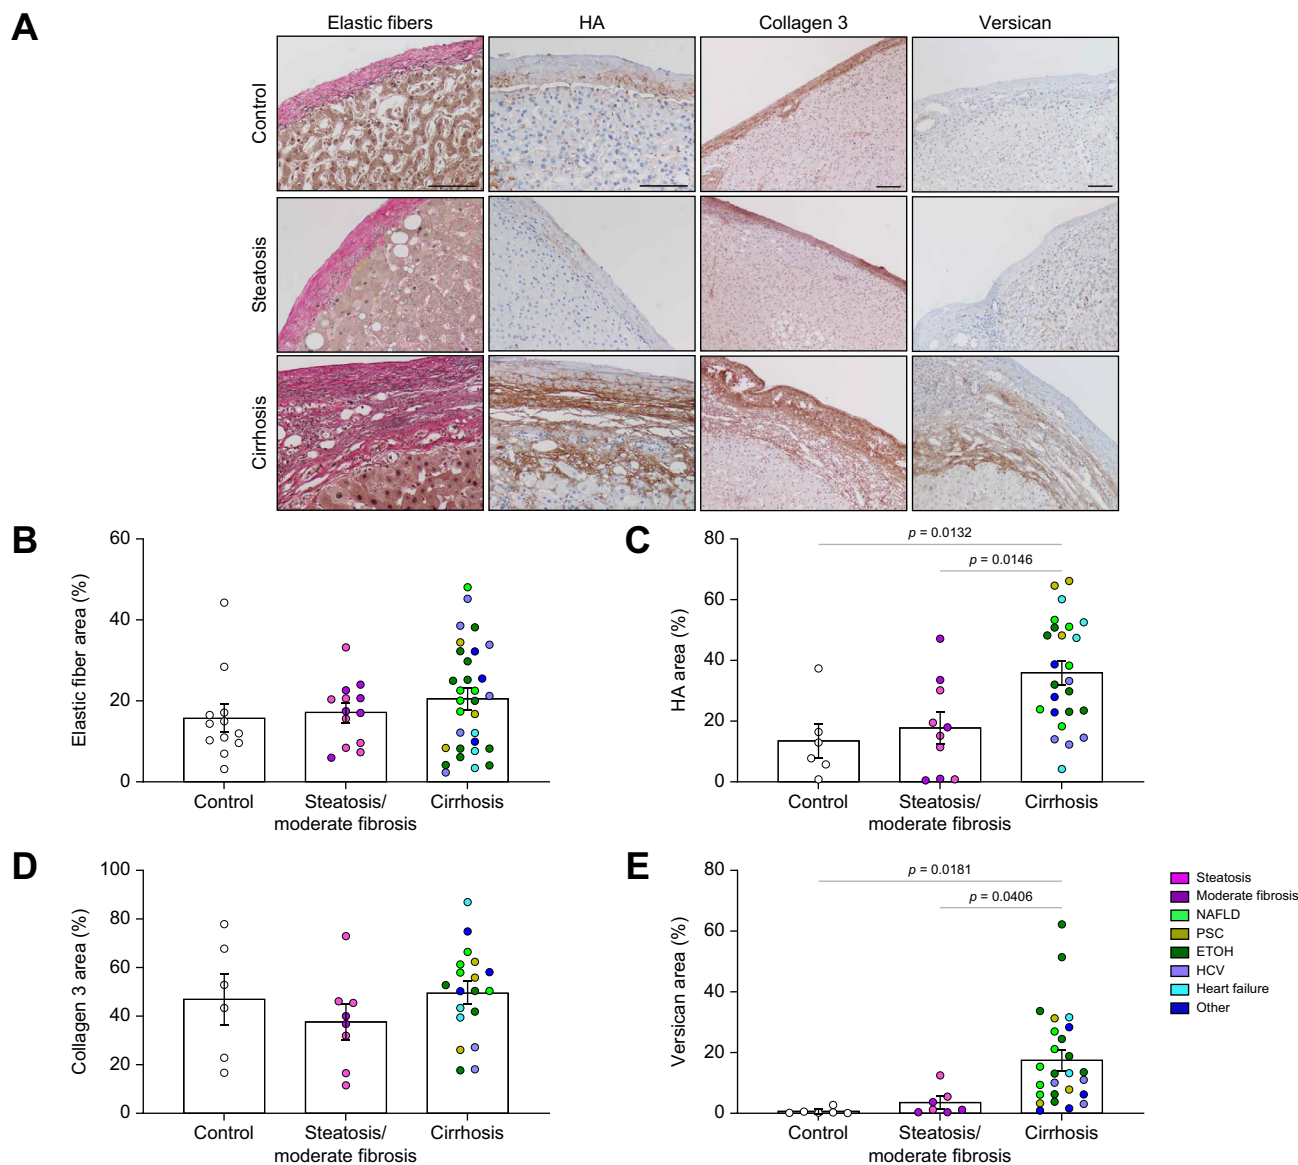 A
Elastic fibers
HA
Collagen 3
Versican
Control
Steatosis
Cirrhosis
B
Elastic fiber area (%)
60
40
20
0
Control
Steatosis/
moderate fibrosis
Cirrhosis
C
HA area (%)
80
60
40
20
0
p = 0.0132
p = 0.0146
Control
Steatosis/
moderate fibrosis
Cirrhosis
D
Collagen 3 area (%)
100
80
60
40
20
0
Control
Steatosis/
moderate fibrosis
Cirrhosis
E
Versican area (%)
80
60
40
20
0
p = 0.0181
p = 0.0406
Control
Steatosis/
moderate fibrosis
Cirrhosis
Steatosis
Moderate fibrosis
NAFLD
PSC
ETOH
HCV
Heart failure
Other